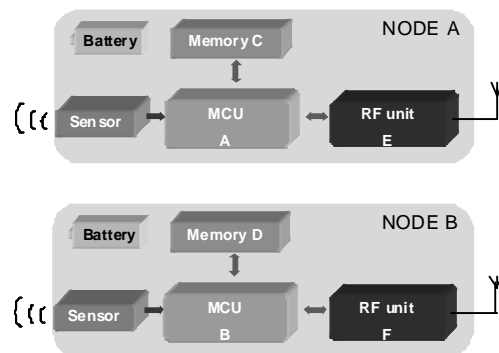 NODE A
Battery
Memory C
Sensor
MCU
A
RF unit
E
NODE B
Battery
Memory D
Sensor
MCU
B
RF unit
F